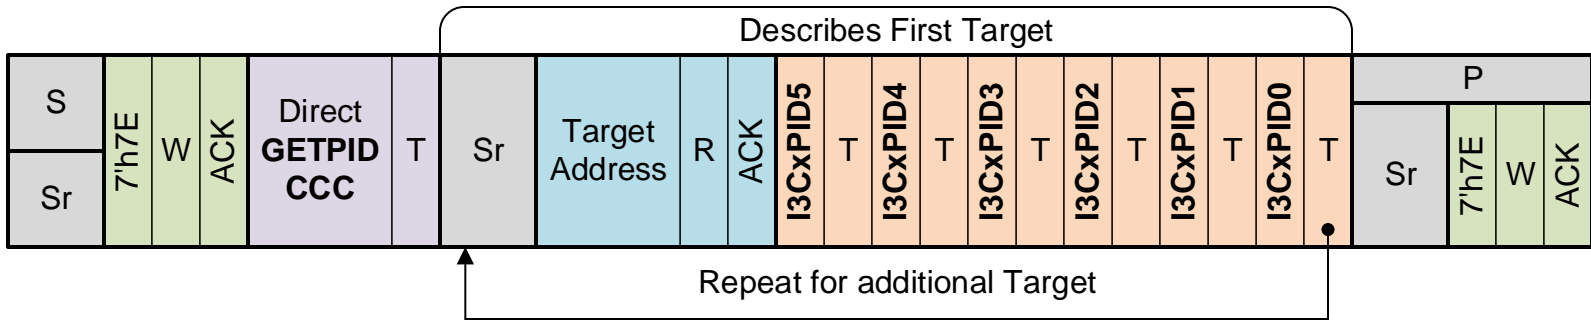 Describes First Target
S
Sr
7'h7E
W
ACK
Direct
GETPID
CCC
T
Sr
Target
Address
R
ACK
I3CxPID5
T
I3CxPID4
T
I3CxPID3
T
I3CxPID2
T
I3CxPID1
T
I3CxPID0
T
P
Sr
7'h7E
W
ACK
Repeat for additional Target